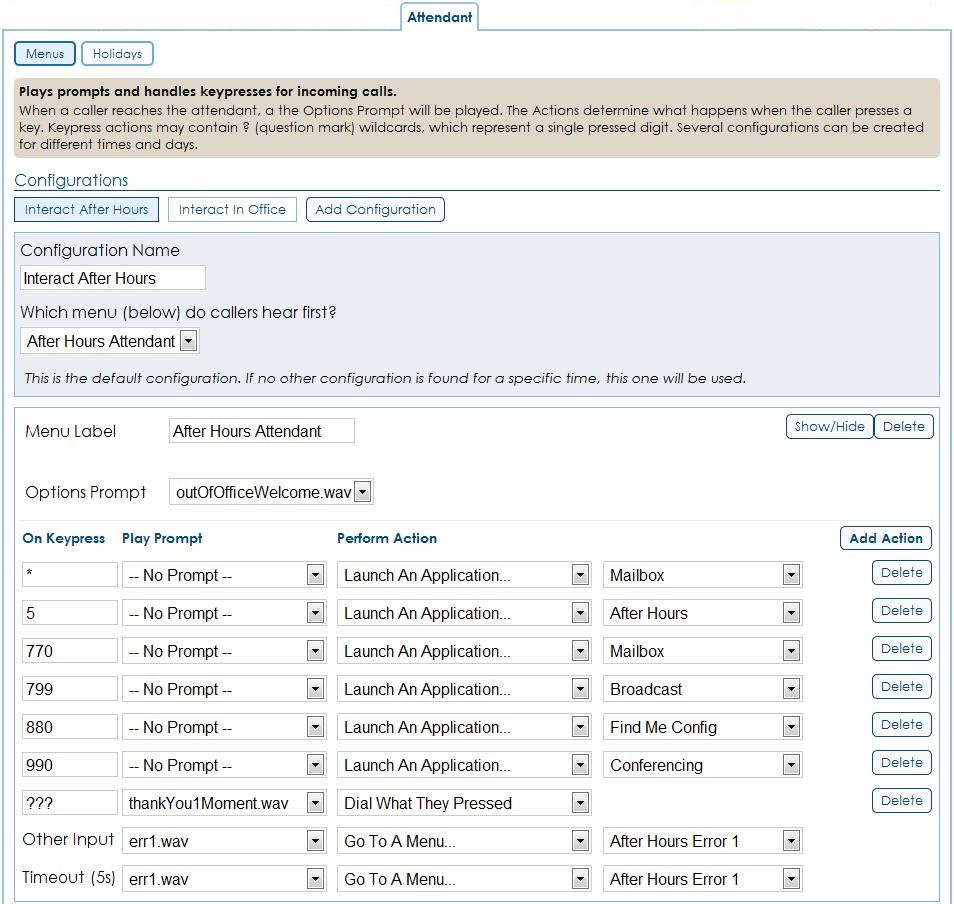 Attendant
Menus Holidays
Plays prompts and handles keypresses for incoming calls.
When a caller reaches the attendant, a the Options Prompt will be played. The Actions determine what happens when the caller presses a
key. Keypress actions may contain ? (question mark) wildcards, which represent a single pressed digit. Several configurations can be created
for different times and days.
Configurations
Interact After Hours Interact In Office Add Configuration
Configuration Name
Interact After Hours
Which menu (below) do callers hear first?
After Hours Attendant
This is the default configuration. If no other configuration is found for a specific time, this one will be used.
Menu Label After Hours Attendant Show/Hide Delete
Options Prompt outOfOfficeWelcome.wav
On Keypress Play Prompt Perform Action Add Action
* -- No Prompt -- Launch An Application... Mailbox Delete
5 -- No Prompt -- Launch An Application... After Hours Delete
770 -- No Prompt -- Launch An Application... Mailbox Delete
799 -- No Prompt -- Launch An Application... Broadcast Delete
880 -- No Prompt -- Launch An Application... Find Me Config Delete
990 -- No Prompt -- Launch An Application... Conferencing Delete
??? thankYou1Moment.wav Dial What They Pressed Delete
Other Input err1.wav Go To A Menu... After Hours Error 1
Timeout (5s) err1.wav Go To A Menu... After Hours Error 1